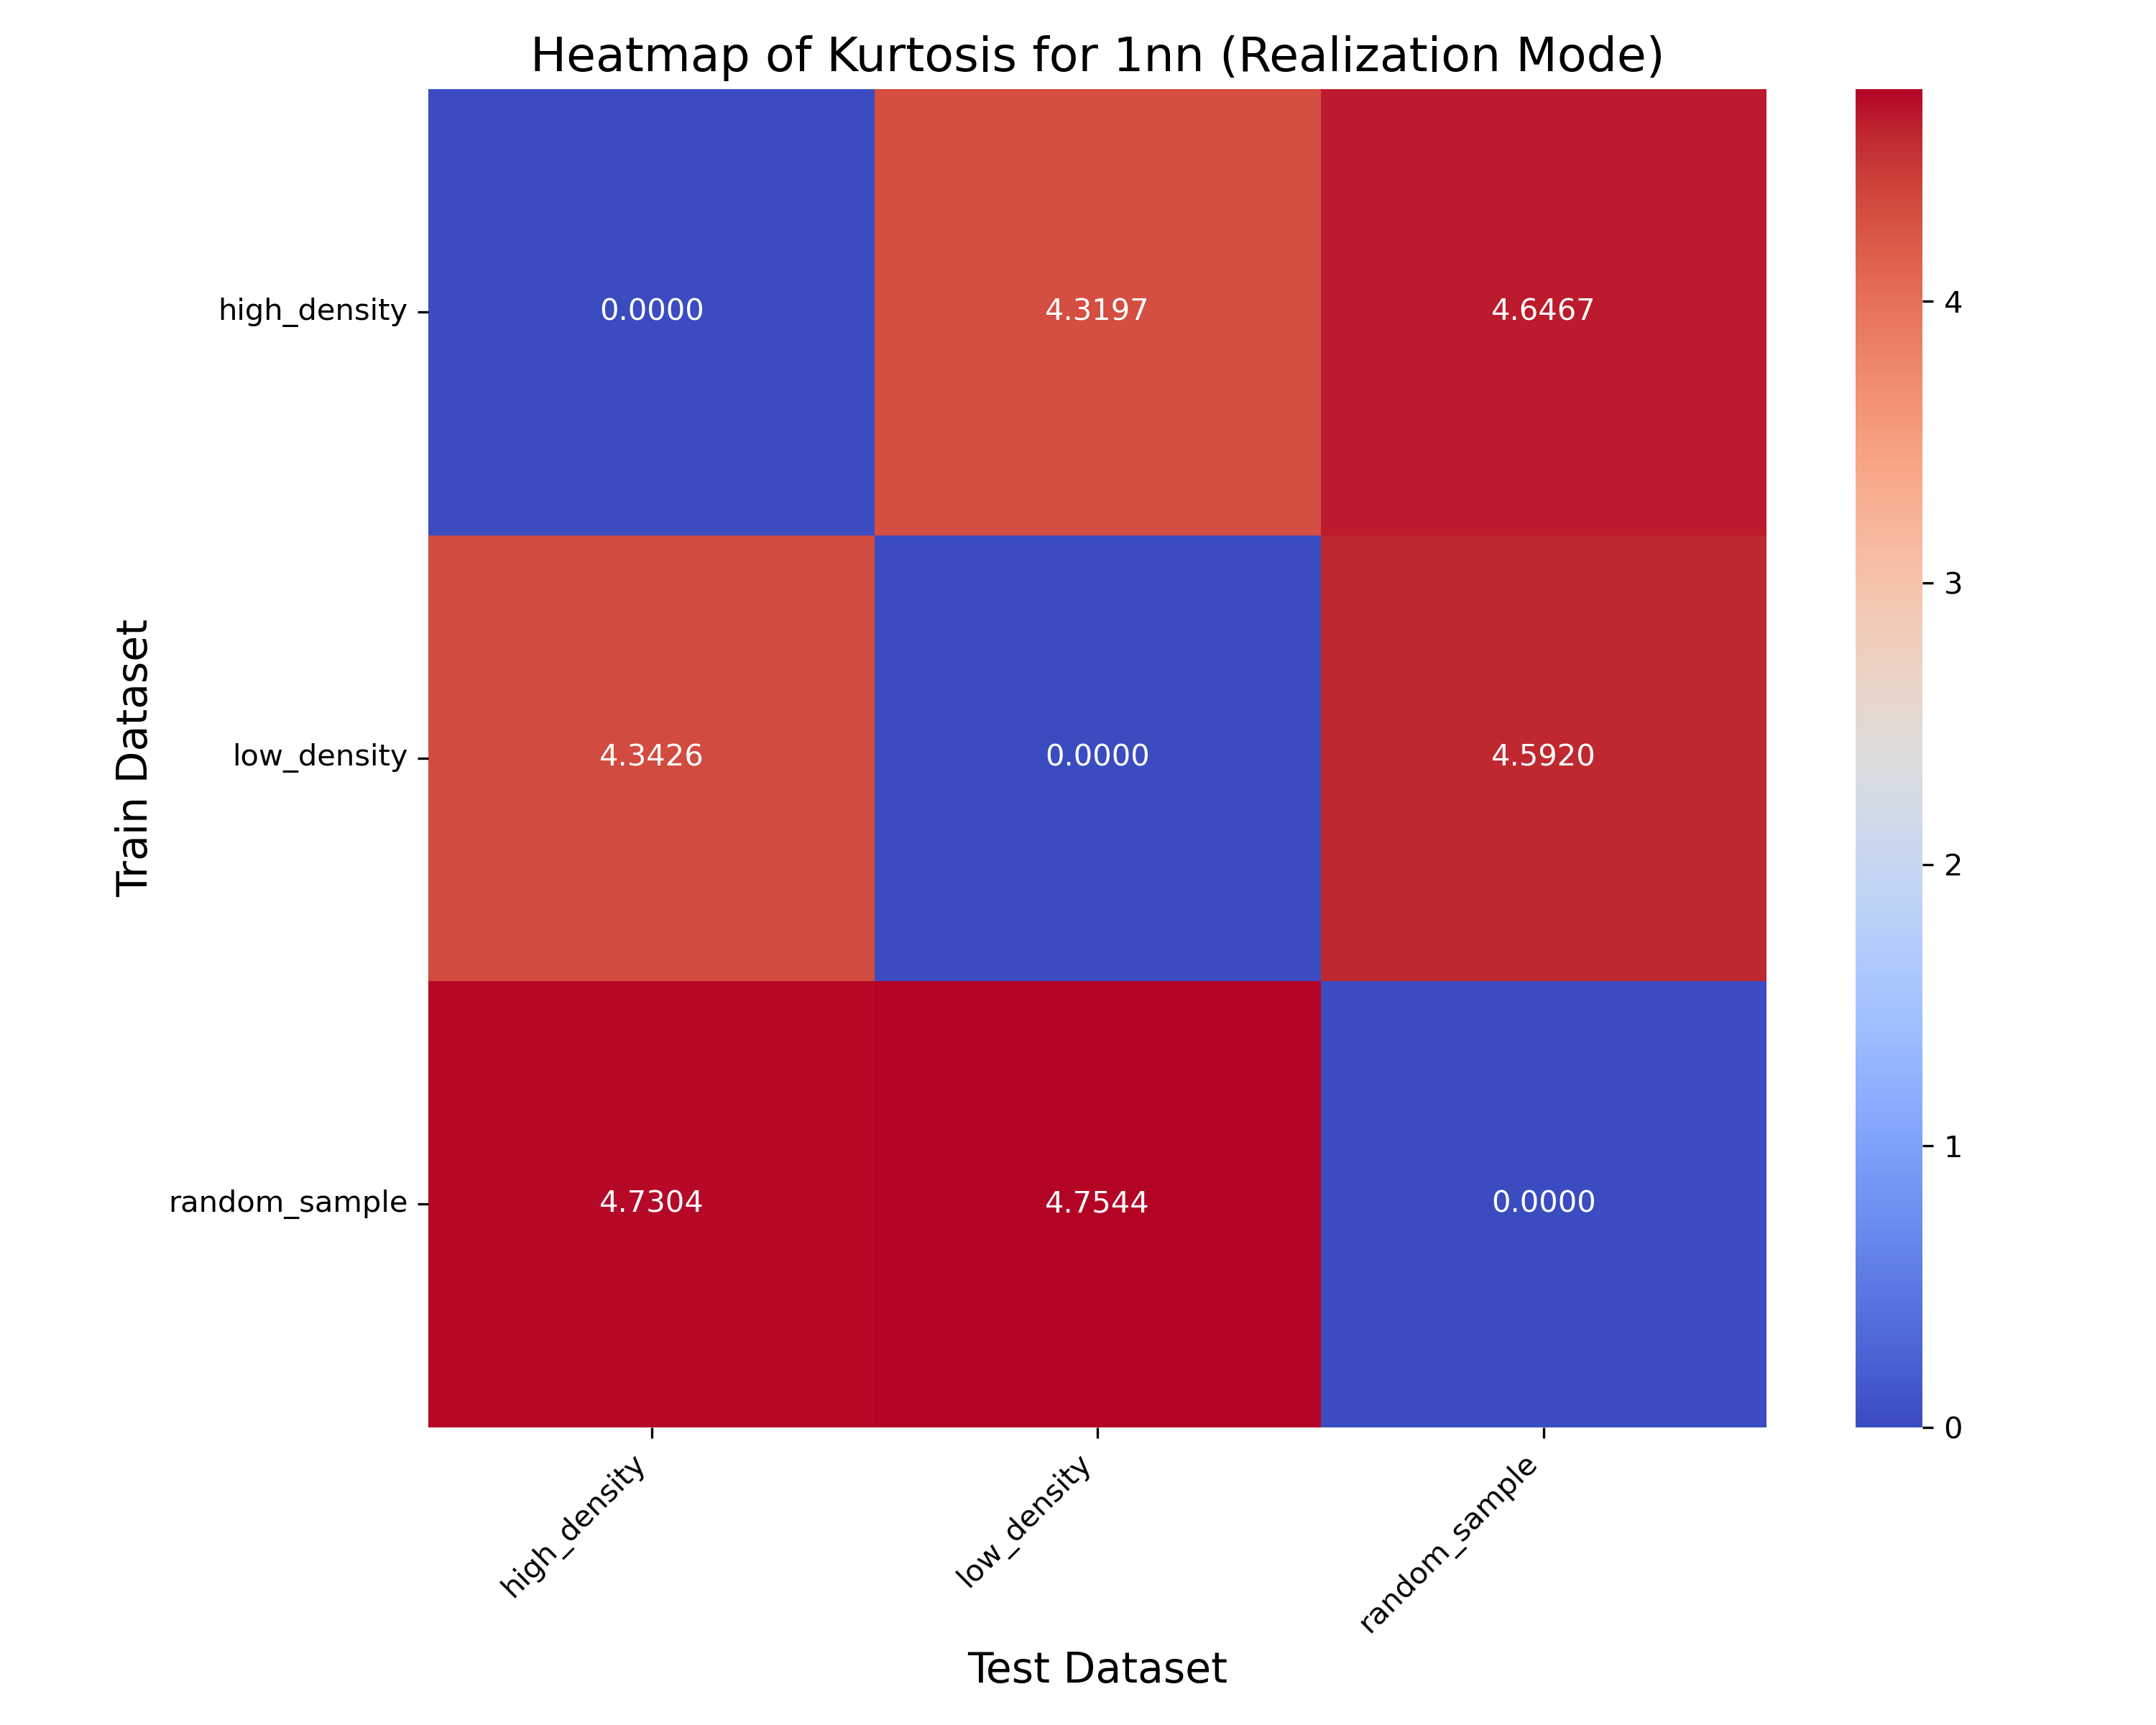 Heatmap of Kurtosis for 1nn (Realization Mode)
Train Dataset
high_density
0.0000 4.3197 4.6467
low_density
4.3426 0.0000 4.5920
random_sample
4.7304 4.7544 0.0000
high_density
low_density
random_sample
Test Dataset
4
3
2
1
0